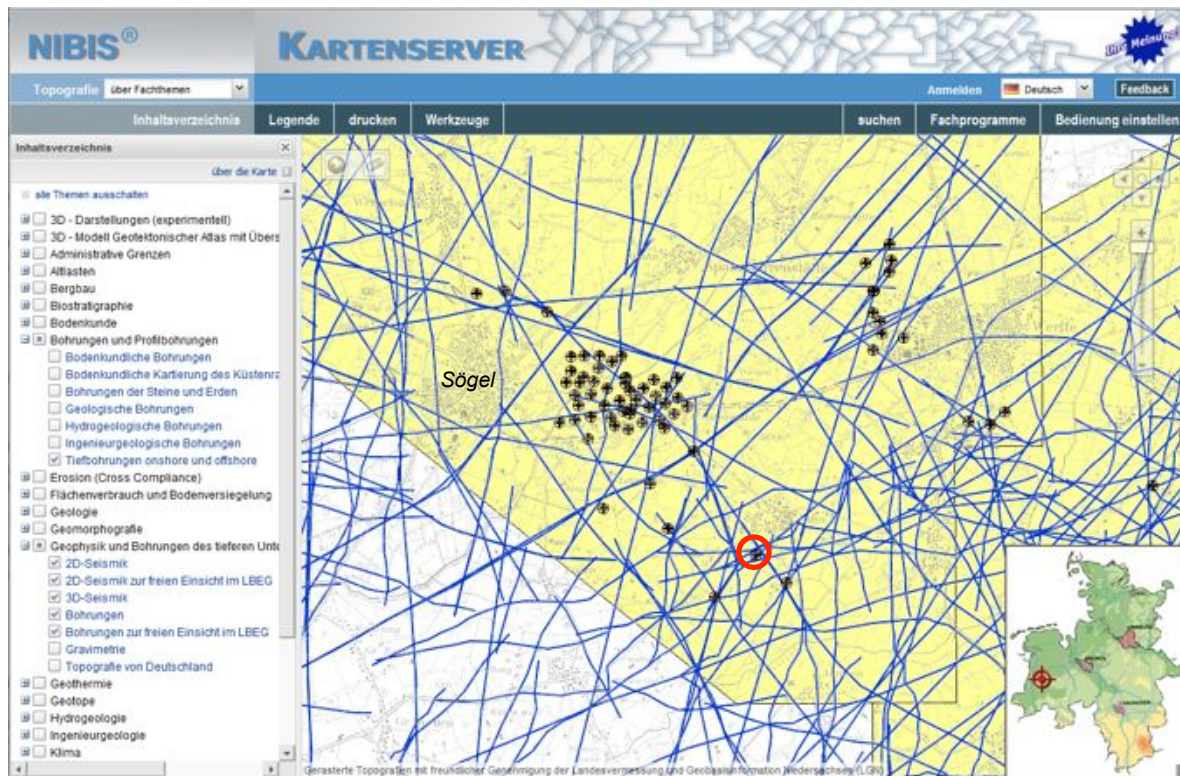 NIBIS®
KARTENSERVER
Ihre Meinung!
Topografie über Fachthemen
Anmelden Deutsch Feedback
Inhaltsverzeichnis Legende drucken Werkzeuge suchen Fachprogramme Bedienung einstellen
Inhaltsverzeichnis
über die Karte
alle Themen ausschalten
3D - Darstellungen (experimentell)
3D - Modell Geotektonischer Atlas mit Übers
Administrative Grenzen
Altlasten
Bergbau
Biostratigraphie
Bodenkunde
Bohrungen und Profilbohrungen
Bodenkundliche Bohrungen
Bodenkundliche Kartierung des Küstenra
Bohrungen der Steine und Erden
Geologische Bohrungen
Hydrogeologische Bohrungen
Ingenieurgeologische Bohrungen
Tiefbohrungen onshore und offshore
Erosion (Cross Compliance)
Flächenverbrauch und Bodenversiegelung
Geologie
Geomorphografie
Geophysik und Bohrungen des tieferen Unte
2D-Seismik
2D-Seismik zur freien Einsicht im LBEG
3D-Seismik
Bohrungen
Bohrungen zur freien Einsicht im LBEG
Gravimetrie
Topografie von Deutschland
Geothermie
Geotope
Hydrogeologie
Ingenieurgeologie
Klima
Sögel
Werlte
Gerasterte Topografien mit freundlicher Genehmigung der Landesvermessung und Geobasisinformation Niedersachsen (LGN)